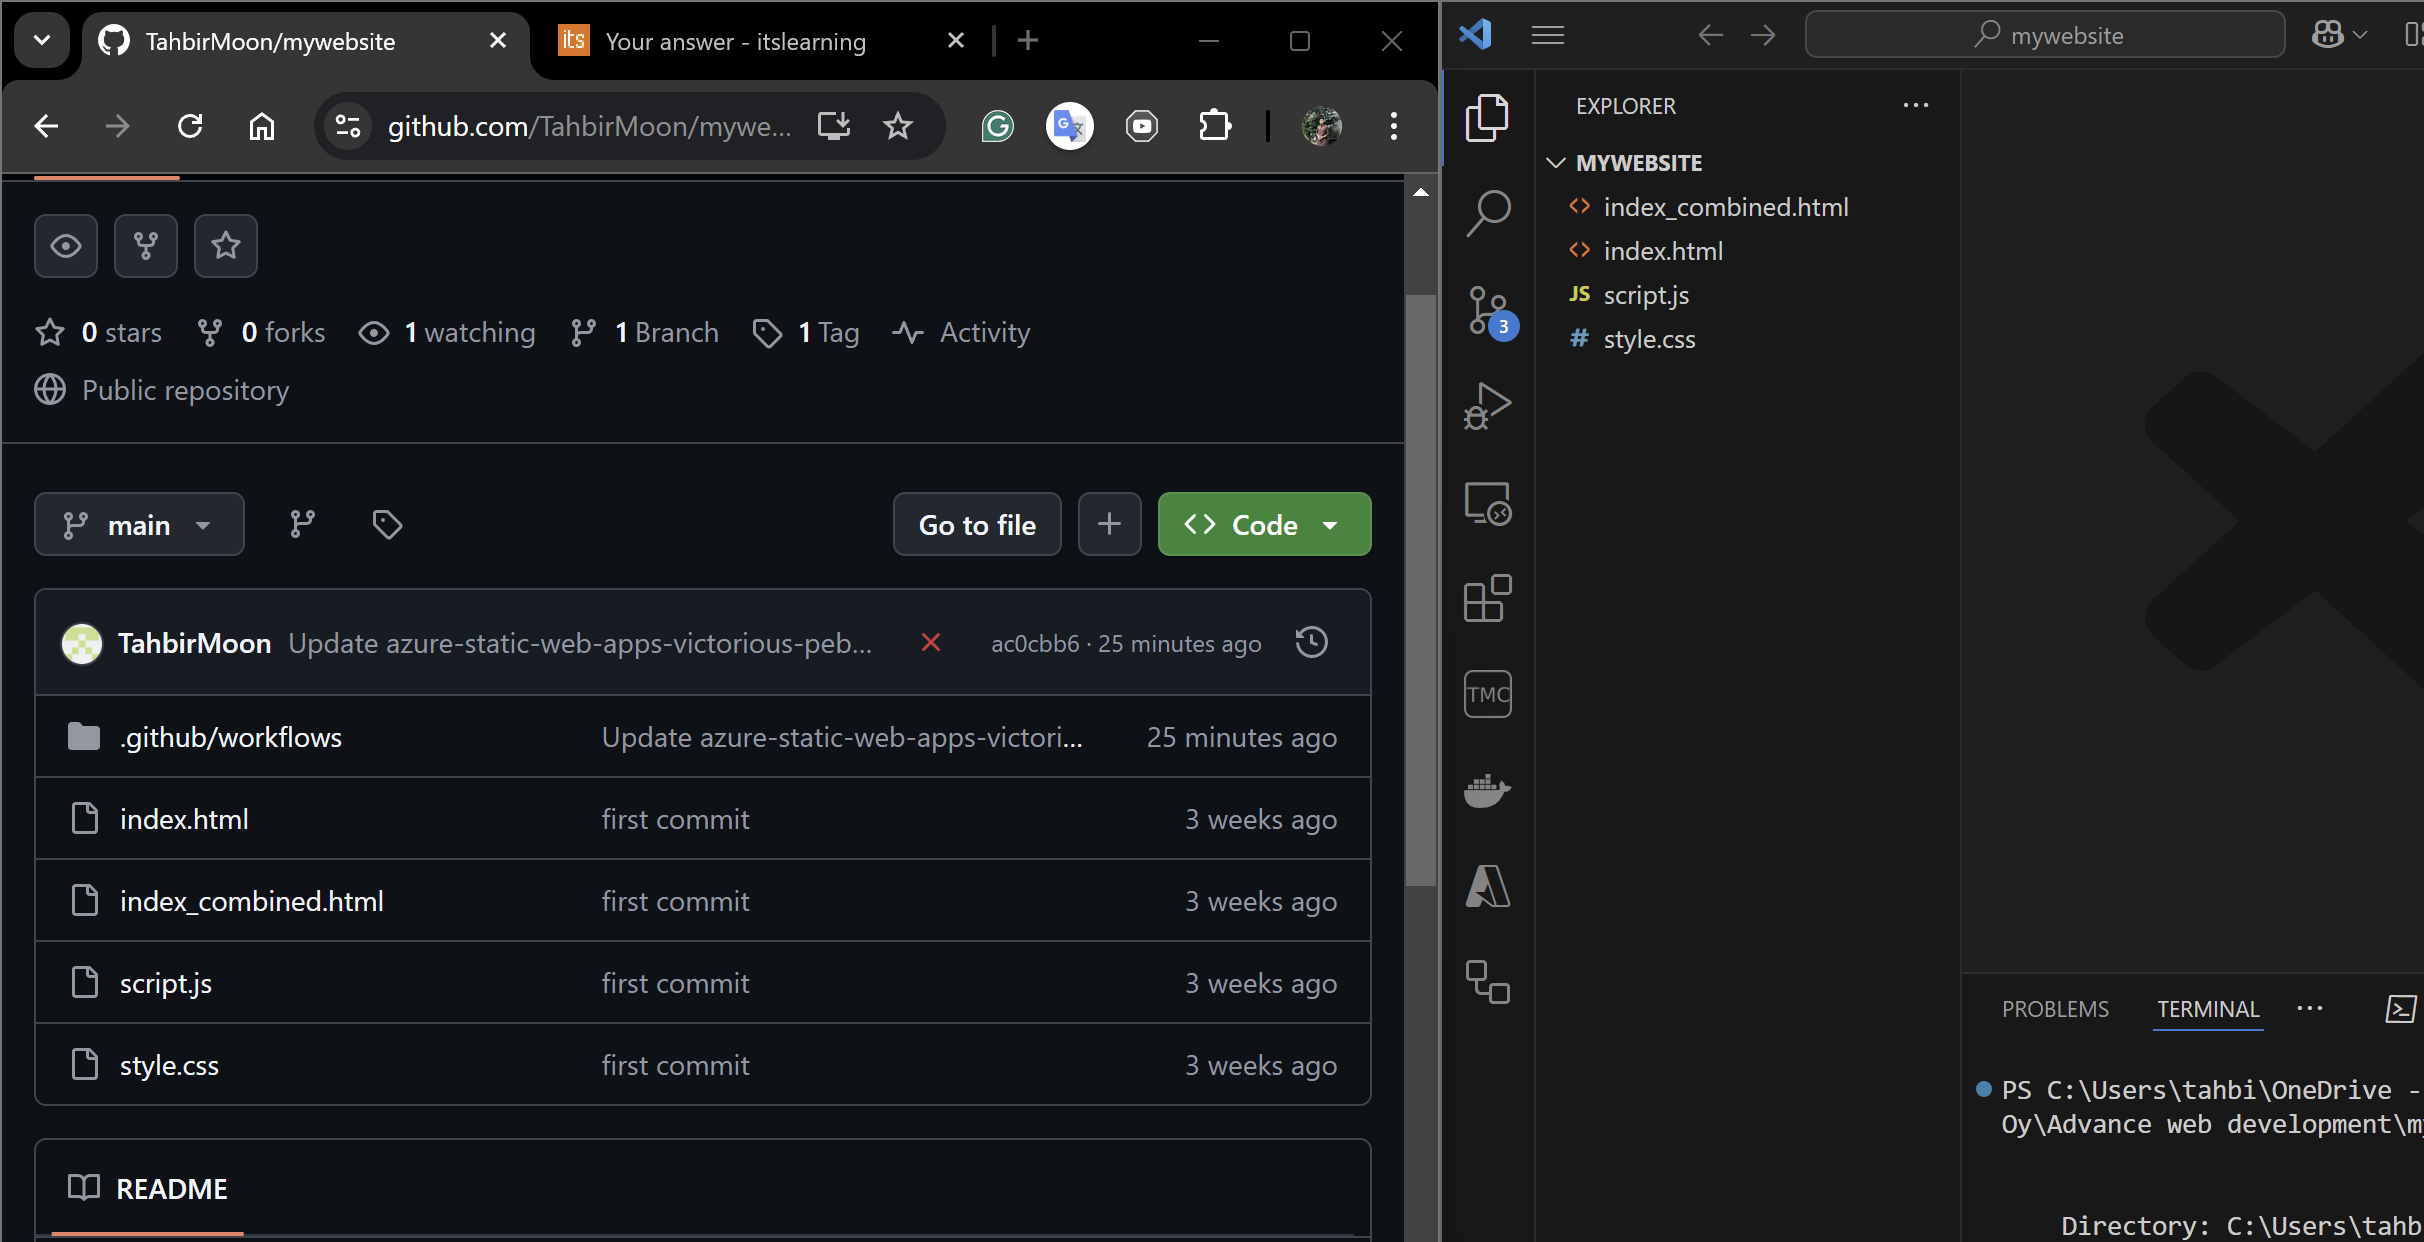 TahbirMoon/mywebsite
its
Your answer - itslearning
github.com/TahbirMoon/mywe...
0 stars
0 forks
1 watching
1 Branch
1 Tag
Activity
Public repository
main
Go to file
Code
TahbirMoon Update azure-static-web-apps-victorious-peb... ac0cbb6 · 25 minutes ago
.github/workflows Update azure-static-web-apps-victori... 25 minutes ago
index.html first commit 3 weeks ago
index_combined.html first commit 3 weeks ago
script.js first commit 3 weeks ago
style.css first commit 3 weeks ago
README
mywebsite
EXPLORER
MYWEBSITE
index_combined.html
index.html
JS script.js
# style.css
3
TMC
PROBLEMS TERMINAL
PS C:\Users\tahbi\OneDrive -
Oy\Advance web development\my
Directory: C:\Users\tahb